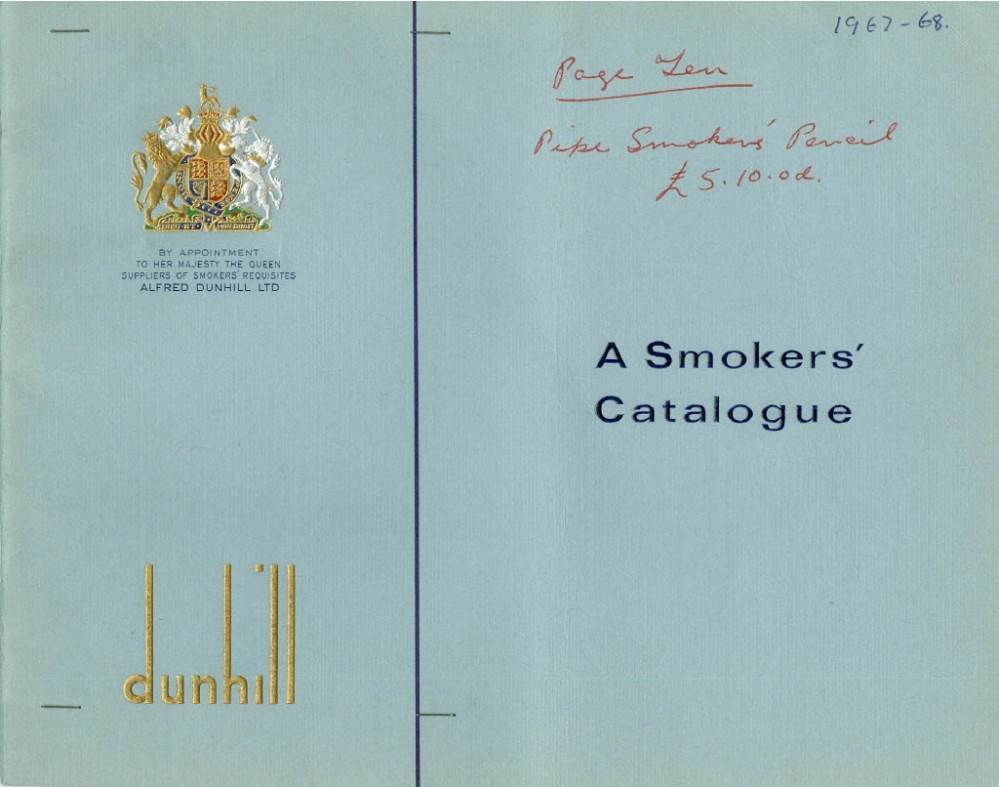 1967-68.
Page Ten
Pipe Smokers' Pencil
£5.10.0d.
BY APPOINTMENT
TO HER MAJESTY THE QUEEN
SUPPLIERS OF SMOKERS' REQUISITES
ALFRED DUNHILL LTD
A Smokers'
Catalogue
dunhill